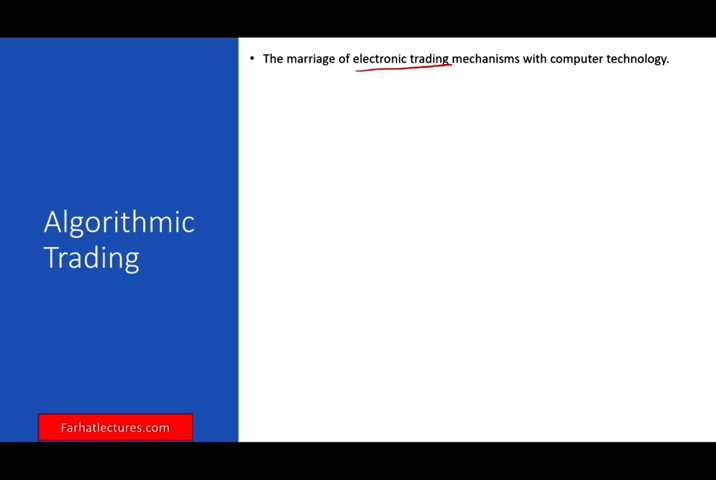 • The marriage of electronic trading mechanisms with computer technology.
Algorithmic
Trading
Farhatlectures.com